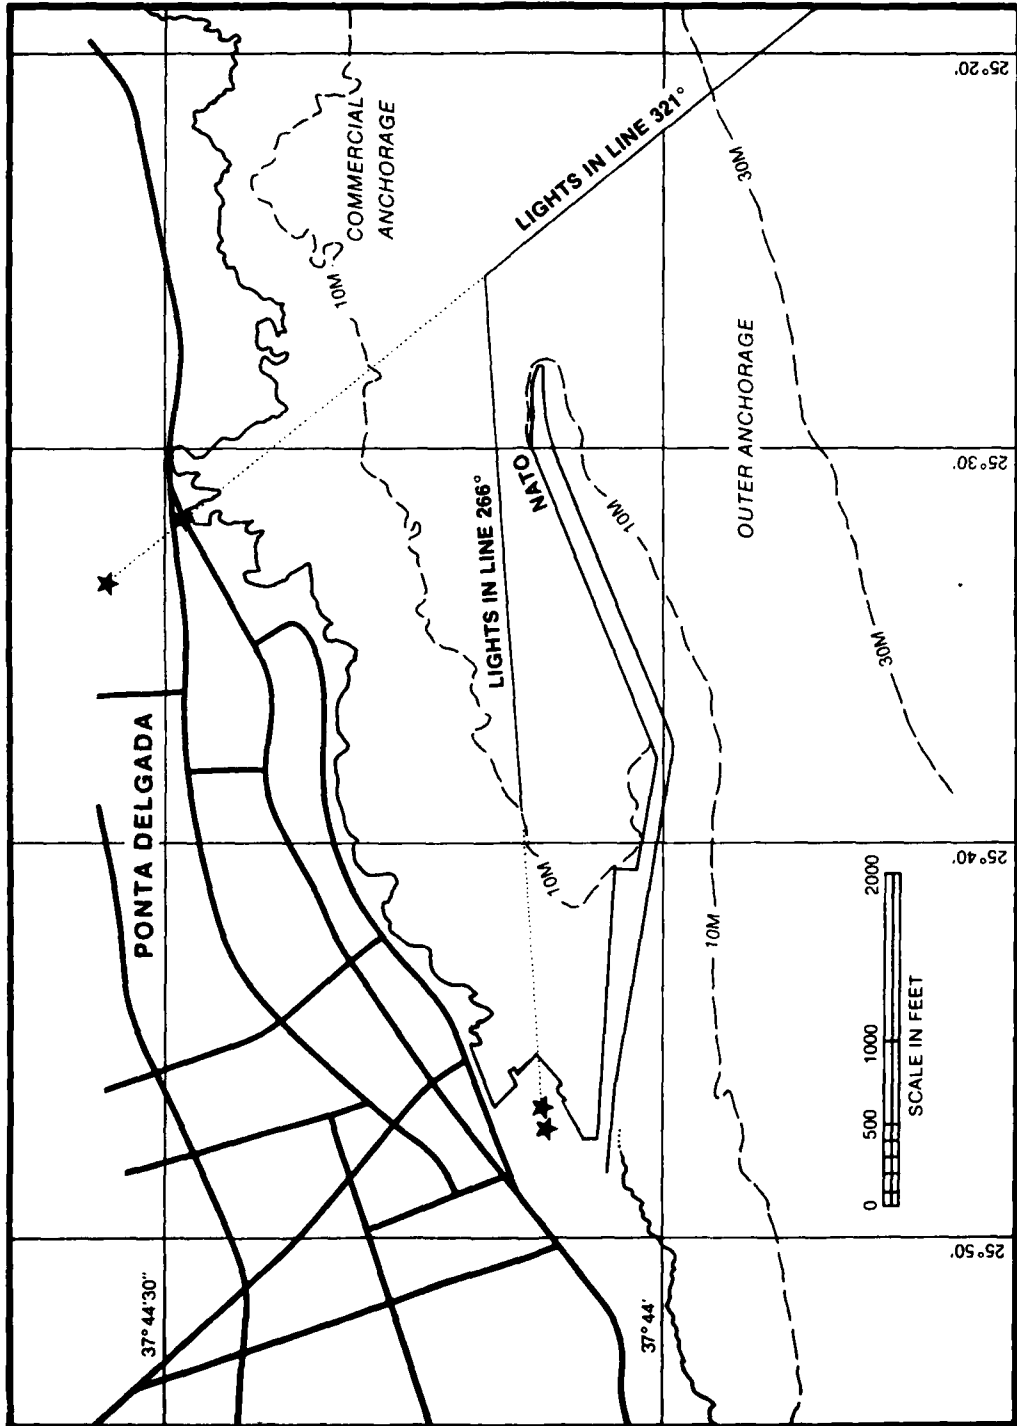 PONTA DELGADA
COMMERCIAL
ANCHORAGE
10M
LIGHTS IN LINE 321°
LIGHTS IN LINE 266°
NATO
10M
10M
10M
OUTER ANCHORAGE
30M
30M
37°44'30"
37°44'
25°20'
25°30'
25°40'
25°50'
0 500 1000 2000
SCALE IN FEET